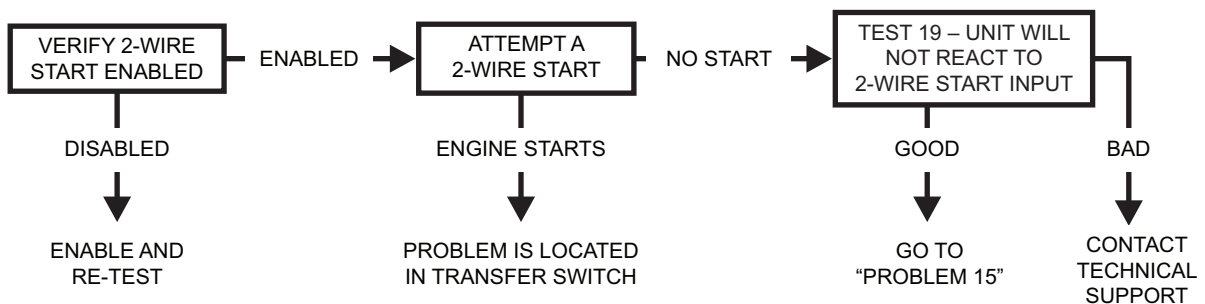 VERIFY 2-WIRE
START ENABLED
ENABLED
ATTEMPT A
2-WIRE START
NO START
TEST 19 – UNIT WILL
NOT REACT TO
2-WIRE START INPUT
DISABLED
ENGINE STARTS
GOOD
BAD
ENABLE AND
RE-TEST
PROBLEM IS LOCATED
IN TRANSFER SWITCH
GO TO
“PROBLEM 15”
CONTACT
TECHNICAL
SUPPORT